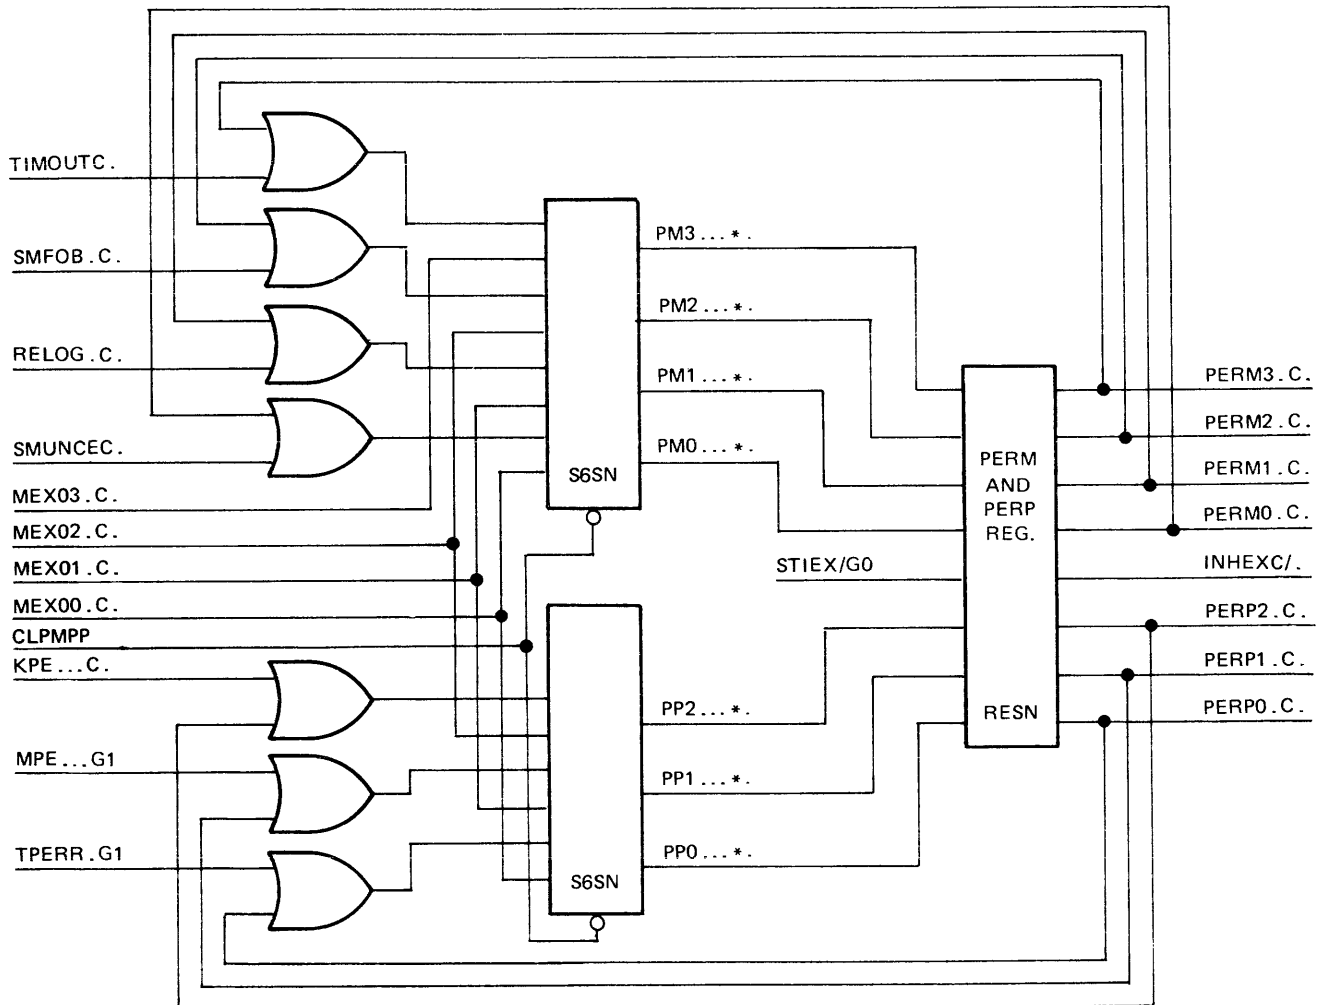 TIMOUTC.
SMFOB.C.
RELOG.C.
SMUNCEC.
MEX03.C.
MEX02.C.
MEX01.C.
MEX00.C.
CLPMPP
KPE...C.
MPE...G1
TPERR.G1
S6SN
S6SN
PM3...*.
PM2...*.
PM1...*.
PM0...*.
STIEX/G0
PP2...*.
PP1...*.
PP0...*.
PERM
AND
PERP
REG.
RESN
PERM3.C.
PERM2.C.
PERM1.C.
PERM0.C.
INHEXC/.
PERP2.C.
PERP1.C.
PERP0.C.